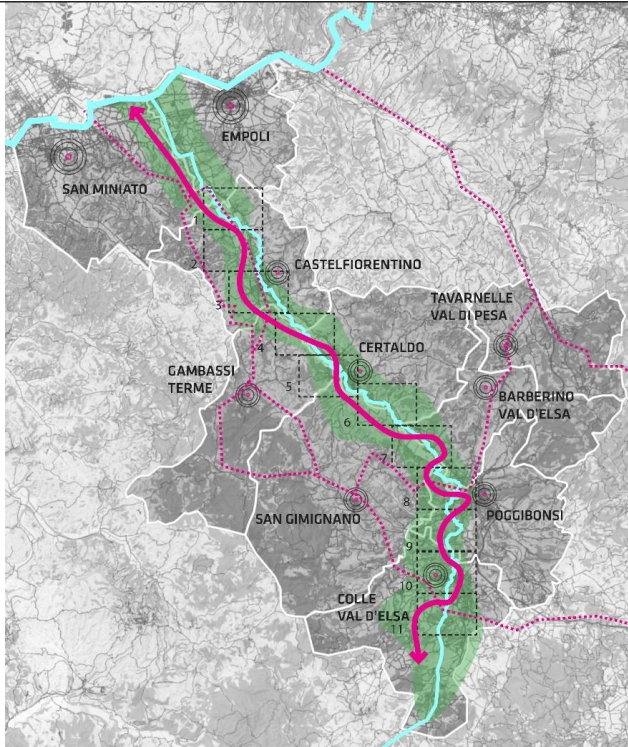 EMPOLI
SAN MINIATO
1
2
CASTELFIORENTINO
3
TAVARNELLE
VAL DI PESA
4
CERTALDO
GAMBASSI
TERME
5
BARBERINO
VAL D'ELSA
6
7
8
SAN GIMIGNANO
POGGIBONSI
9
10
COLLE
VAL D'ELSA
11